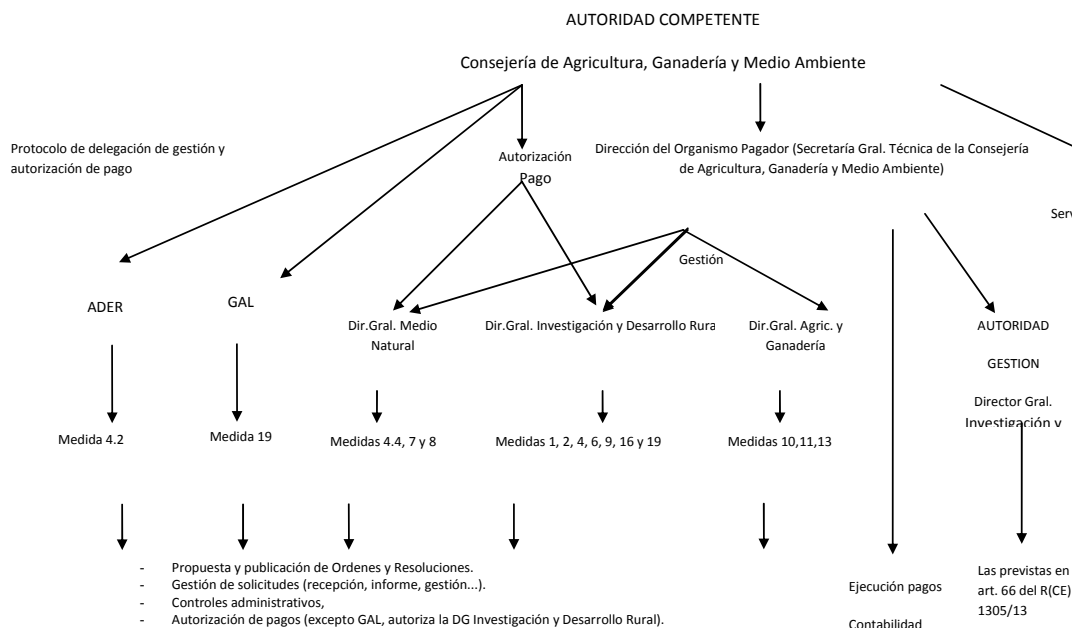 AUTORIDAD COMPETENTE
Consejería de Agricultura, Ganadería y Medio Ambiente
Protocolo de delegación de gestión y
autorización de pago
Autorización
Pago
Dirección del Organismo Pagador (Secretaría Gral. Técnica de la Consejería
de Agricultura, Ganadería y Medio Ambiente)
Serv
Gestión
ADER
GAL
Dir.Gral. Medio
Natural
Dir.Gral. Investigación y Desarrollo Rura
Dir.Gral. Agric. y
Ganadería
AUTORIDAD
GESTION
Director Gral.
Investigación y
Medida 4.2
Medida 19
Medidas 4.4, 7 y 8
Medidas 1, 2, 4, 6, 9, 16 y 19
Medidas 10,11,13
- Propuesta y publicación de Ordenes y Resoluciones.
- Gestión de solicitudes (recepción, informe, gestión...).
- Controles administrativos,
- Autorización de pagos (excepto GAL, autoriza la DG Investigación y Desarrollo Rural).
Ejecución pagos
Contabilidad
Las previstas en
art. 66 del R(CE)
1305/13